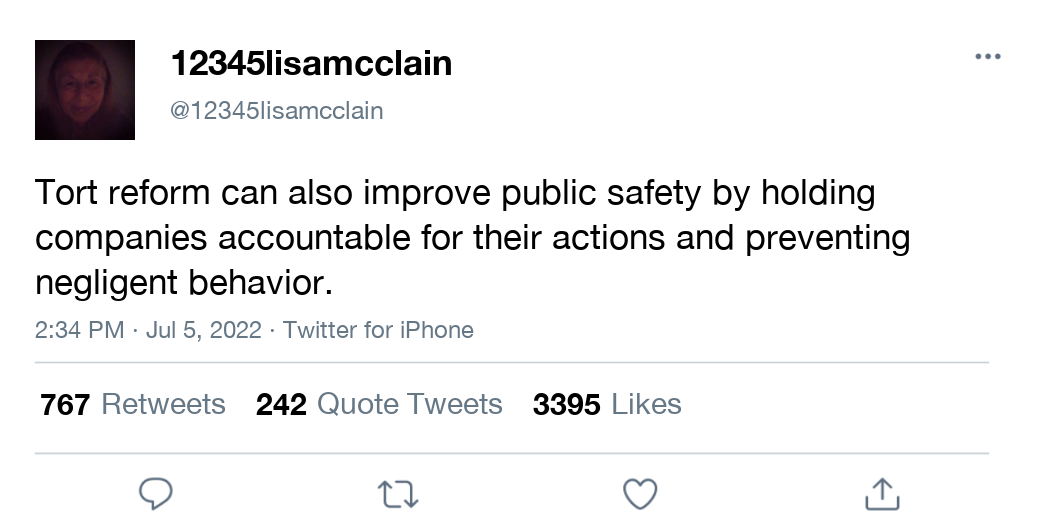 12345lisamcclain
@12345lisamcclain
Tort reform can also improve public safety by holding
companies accountable for their actions and preventing
negligent behavior.
2:34 PM · Jul 5, 2022 · Twitter for iPhone
767 Retweets 242 Quote Tweets 3395 Likes